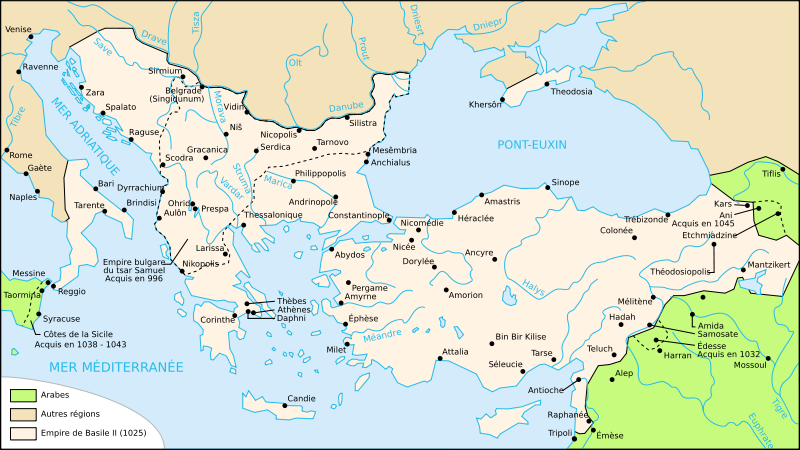 Venise
Ravenne
Tibre
Rome
Gaète
Naples
MER ADRIATIQUE
Save
Drave
Tisza
Olt
Prout
Dniestr
Dniepr
Sirmium
Belgrade
(Singidunum)
Zara
Spalato
Raguse
Morava
Vidin
Danube
Silistra
Niš
Nicopolis
Tarnovo
Gracanica
Serdica
Scodra
Mesêmbria
Anchialus
Struma
Vardar
Marica
Philippopolis
Andrinople
Constantinople
Thessalonique
Bari
Dyrrachium
Tarente
Brindisi
Ohrid
Prespa
Aulôn
Larissa
Nikopolis
Empire bulgare
du tsar Samuel
Acquis en 996
Messine
Taormina
Reggio
Syracuse
Côtes de la Sicile
Acquis en 1038 - 1043
Corinthe
Thèbes
Athènes
Daphni
MER MÉDITERRANÉE
Candie
Kherson
Theodosia
PONT-EUXIN
Sinope
Amastris
Héraclée
Nicomédie
Nicée
Dorylée
Ancyre
Abydos
Pergame
Amyrne
Amorion
Éphèse
Méandre
Milet
Attalia
Halys
Bin Bir Kilise
Séleucie
Tarse
Teluch
Hadah
Mélitène
Trébizonde
Colonée
Tiflis
Kars
Ani
Acquis en 1045
Etchmiadzine
Théodosiopolis
Mantzikert
Amida
Samosate
Édesse
Acquis en 1032
Harran
Mossoul
Alep
Antioche
Raphanée
Tripoli
Émèse
Tigre
Euphrate
Arabes
Autres régions
Empire de Basile II (1025)